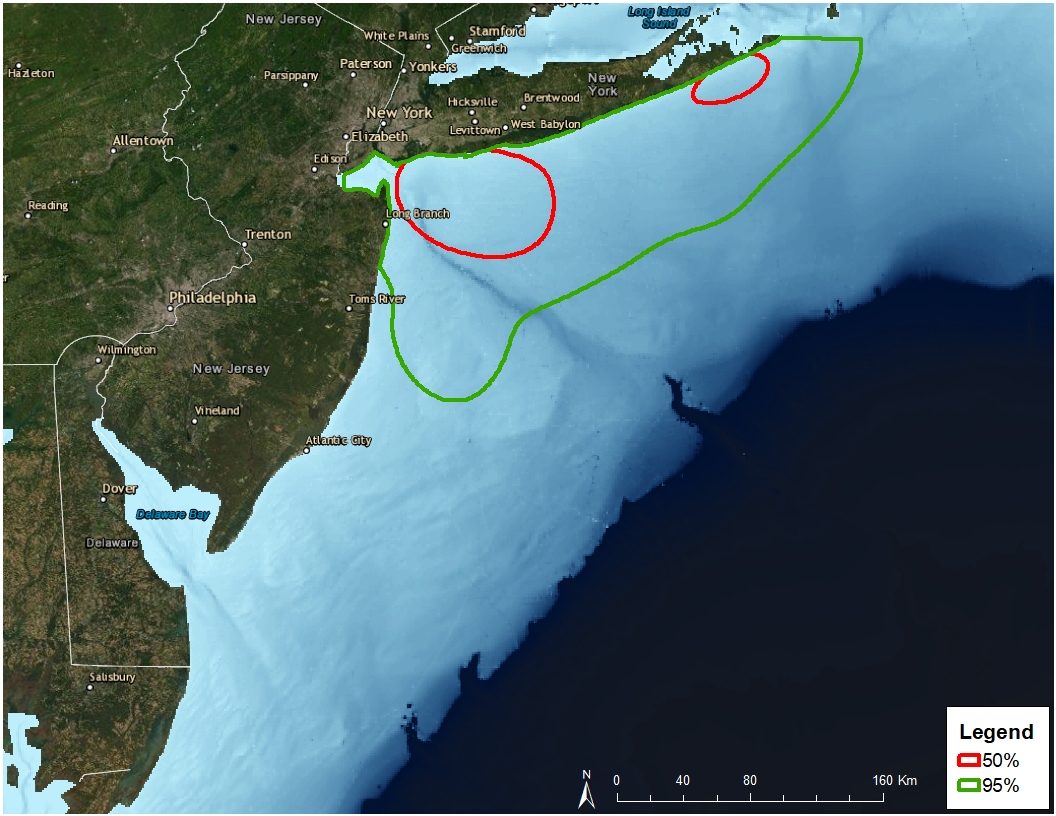 New Jersey
Long Island
Sound
White Plains
Stamford
Greenwich
Hazleton
Paterson
Yonkers
Parsippany
New
York
Hicksville
Brentwood
New York
Levittown
West Babylon
Elizabeth
Allentown
Edison
Reading
Long Branch
Trenton
Philadelphia
Toms River
Wilmington
New Jersey
Vineland
Atlantic City
Dover
Delaware Bay
Delaware
Salisbury
Legend
50%
95%
N
0 40 80 160 Km